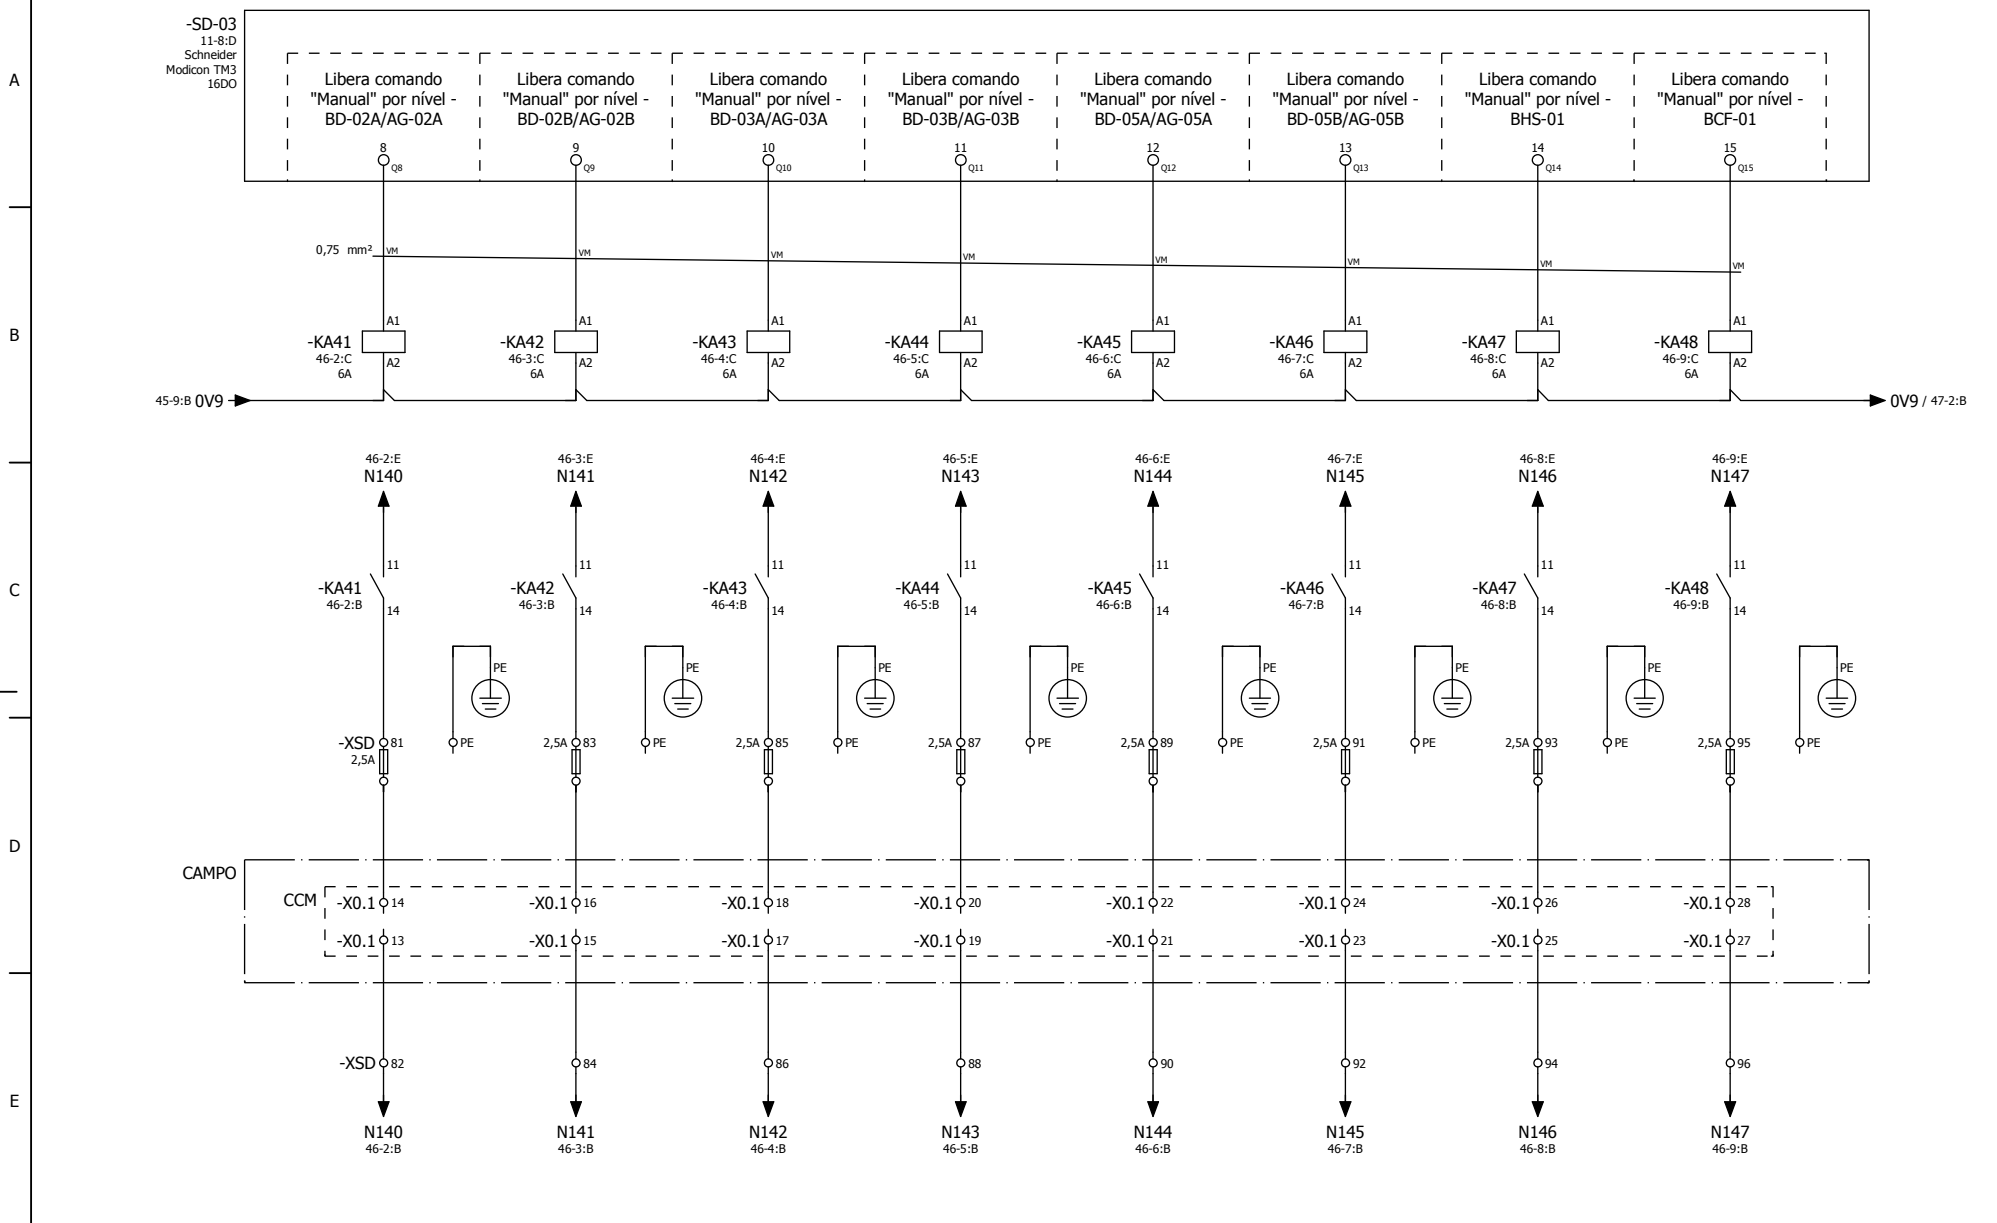 -SD-03
11-8:D
Schneider
Modicon TM3
16DO
A
Libera comando "Manual" por nível - BD-02A/AG-02A
Libera comando "Manual" por nível - BD-02B/AG-02B
Libera comando "Manual" por nível - BD-03A/AG-03A
Libera comando "Manual" por nível - BD-03B/AG-03B
Libera comando "Manual" por nível - BD-05A/AG-05A
Libera comando "Manual" por nível - BD-05B/AG-05B
Libera comando "Manual" por nível - BHS-01
Libera comando "Manual" por nível - BCF-01
8 9 10 11 12 13 14 15
Q8 Q9 Q10 Q11 Q12 Q13 Q14 Q15
0,75 mm² VM VM VM VM VM VM VM VM
B
A1 A1 A1 A1 A1 A1 A1 A1
-KA41 -KA42 -KA43 -KA44 -KA45 -KA46 -KA47 -KA48
46-2:C 46-3:C 46-4:C 46-5:C 46-6:C 46-7:C 46-8:C 46-9:C
A2 A2 A2 A2 A2 A2 A2 A2
6A 6A 6A 6A 6A 6A 6A 6A
45-9:B 0V9 0V9 / 47-2:B
46-2:E 46-3:E 46-4:E 46-5:E 46-6:E 46-7:E 46-8:E 46-9:E
N140 N141 N142 N143 N144 N145 N146 N147
C
11 11 11 11 11 11 11 11
-KA41 -KA42 -KA43 -KA44 -KA45 -KA46 -KA47 -KA48
46-2:B 46-3:B 46-4:B 46-5:B 46-6:B 46-7:B 46-8:B 46-9:B
14 14 14 14 14 14 14 14
PE PE PE PE PE PE PE PE
-XSD 81 PE 2,5A 83 PE 2,5A 85 PE 2,5A 87 PE 2,5A 89 PE 2,5A 91 PE 2,5A 93 PE 2,5A 95 PE
2,5A
D
CAMPO
CCM -X0.1 14 -X0.1 16 -X0.1 18 -X0.1 20 -X0.1 22 -X0.1 24 -X0.1 26 -X0.1 28
-X0.1 13 -X0.1 15 -X0.1 17 -X0.1 19 -X0.1 21 -X0.1 23 -X0.1 25 -X0.1 27
-XSD 82 84 86 88 90 92 94 96
E
N140 N141 N142 N143 N144 N145 N146 N147
46-2:B 46-3:B 46-4:B 46-5:B 46-6:B 46-7:B 46-8:B 46-9:B